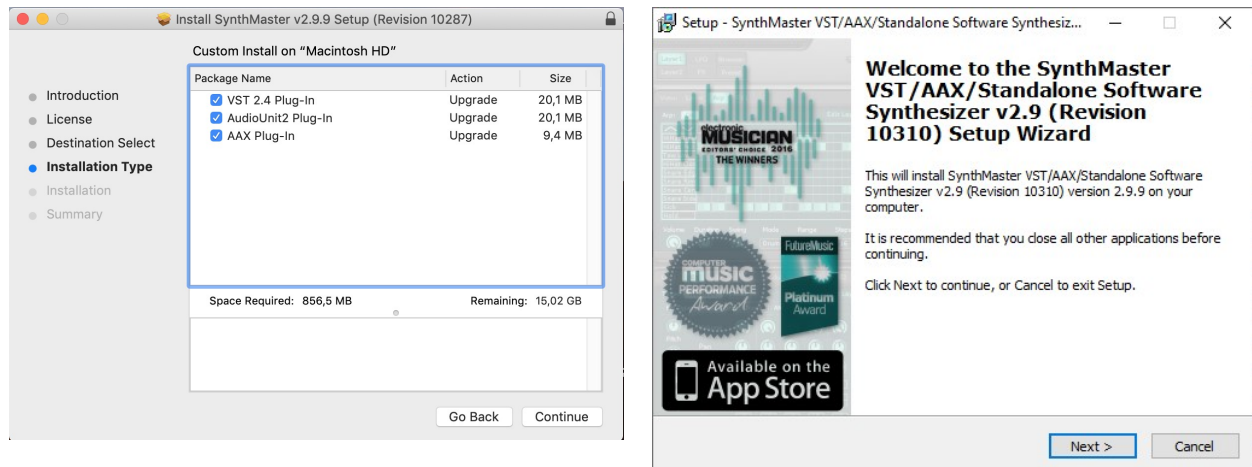 Install SynthMaster v2.9.9 Setup (Revision 10287)
Custom Install on “Macintosh HD”
Introduction
License
Destination Select
Installation Type
Installation
Summary
Package Name Action Size
VST 2.4 Plug-In Upgrade 20,1 MB
AudioUnit2 Plug-In Upgrade 20,1 MB
AAX Plug-In Upgrade 9,4 MB
Space Required: 856,5 MB Remaining: 15,02 GB
Go Back Continue
Setup - SynthMaster VST/AAX/Standalone Software Synthesiz...
electronic
MUSICIAN
EDITORS' CHOICE 2016
THE WINNERS
COMPUTER
music
PERFORMANCE
Award
FutureMusic
Platinum
Award
Available on the
App Store
Welcome to the SynthMaster
VST/AAX/Standalone Software
Synthesizer v2.9 (Revision
10310) Setup Wizard
This will install SynthMaster VST/AAX/Standalone Software
Synthesizer v2.9 (Revision 10310) version 2.9.9 on your
computer.
It is recommended that you close all other applications before
continuing.
Click Next to continue, or Cancel to exit Setup.
Next > Cancel